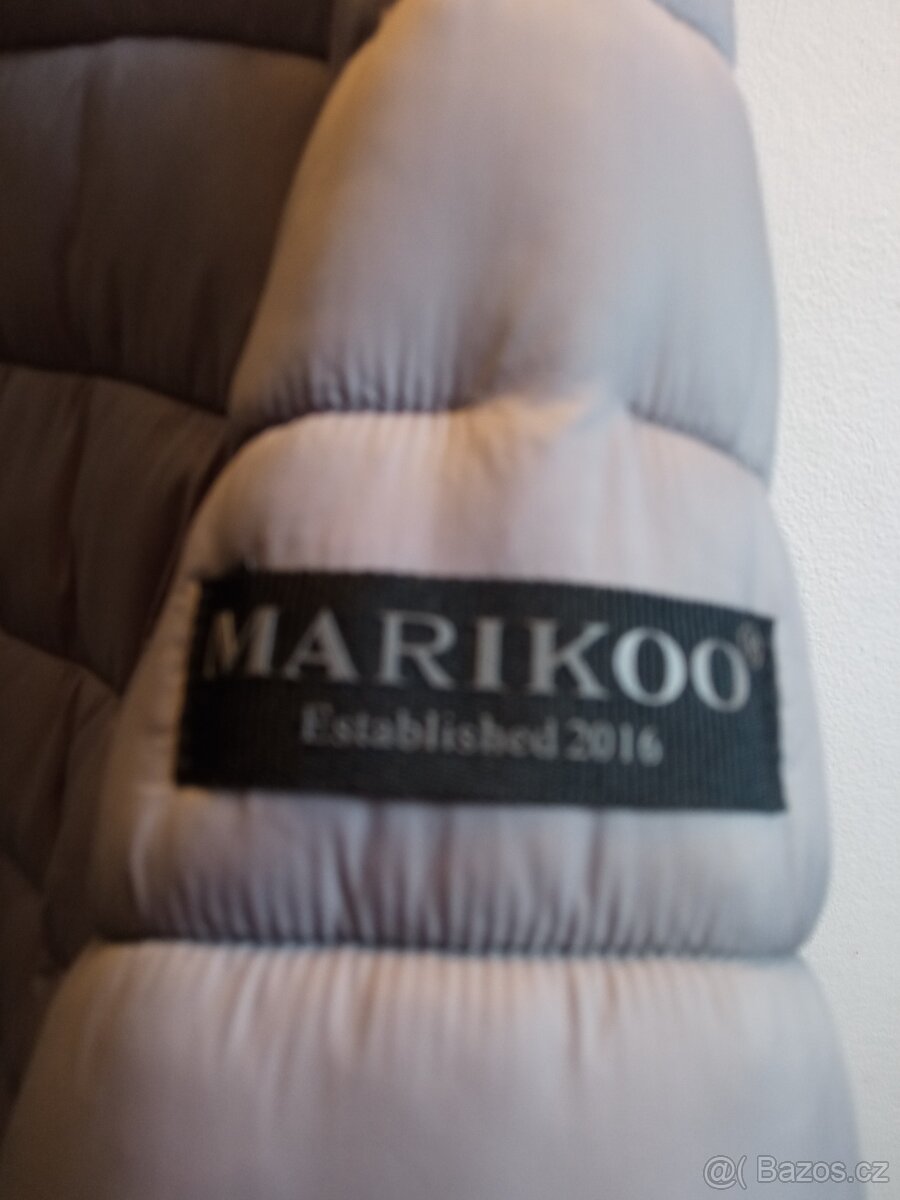 MARIKOO®
Established 2016
@( Bazos.cz